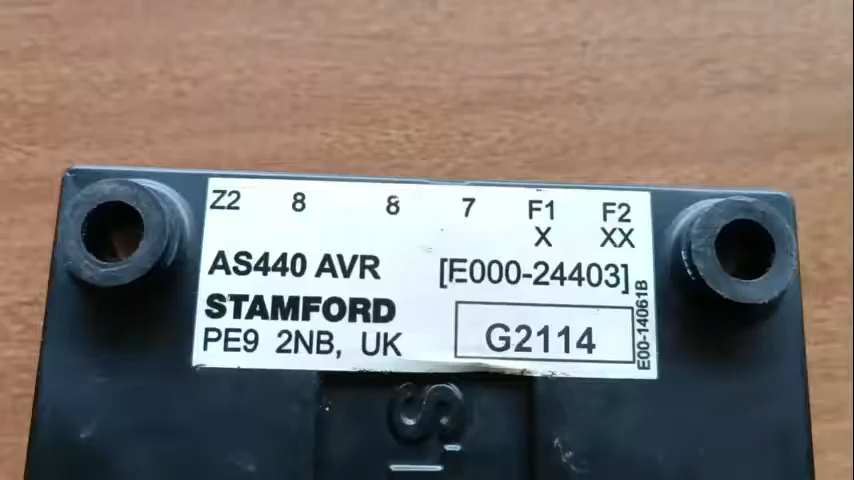 Z2 8 8 7 F1 F2
X XX
AS440 AVR [E000-24403]
STAMFORD
PE9 2NB, UK
G2114
E00-14061B
S